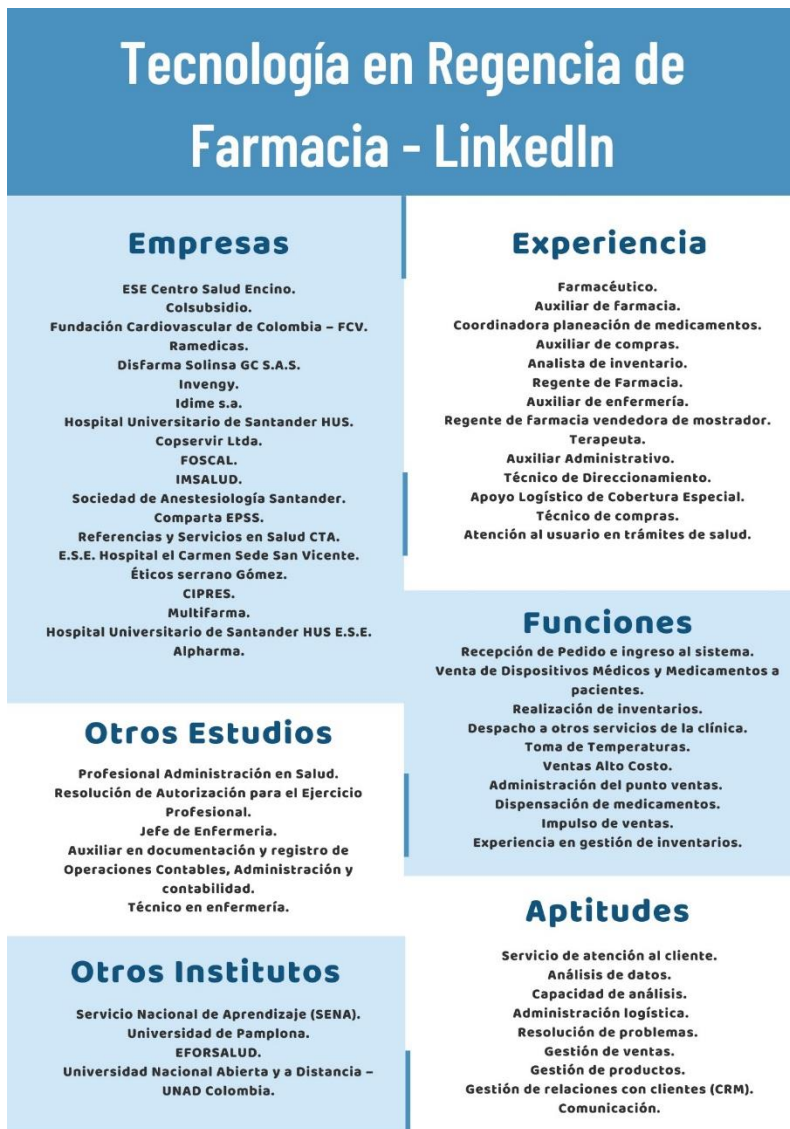 Tecnología en Regencia de
Farmacia - LinkedIn
Empresas
ESE Centro Salud Encino.
Colsubsidio.
Fundación Cardiovascular de Colombia – FCV.
Ramedicas.
Disfarma Solinsa GC S.A.S.
Invengy.
Idime s.a.
Hospital Universitario de Santander HUS.
Copservir Ltda.
FOSCAL.
IMSALUD.
Sociedad de Anestesiología Santander.
Comparta EPSS.
Referencias y Servicios en Salud CTA.
E.S.E. Hospital el Carmen Sede San Vicente.
Éticos serrano Gómez.
CIPRES.
Multifarma.
Hospital Universitario de Santander HUS E.S.E.
Alpharma.
Otros Estudios
Profesional Administración en Salud.
Resolución de Autorización para el Ejercicio
Profesional.
Jefe de Enfermeria.
Auxiliar en documentación y registro de
Operaciones Contables, Administración y
contabilidad.
Técnico en enfermería.
Otros Institutos
Servicio Nacional de Aprendizaje (SENA).
Universidad de Pamplona.
EFORSALUD.
Universidad Nacional Abierta y a Distancia –
UNAD Colombia.
Experiencia
Farmacéutico.
Auxiliar de farmacia.
Coordinadora planeación de medicamentos.
Auxiliar de compras.
Analista de inventario.
Regente de Farmacia.
Auxiliar de enfermería.
Regente de farmacia vendedora de mostrador.
Terapeuta.
Auxiliar Administrativo.
Técnico de Direccionamiento.
Apoyo Logístico de Cobertura Especial.
Técnico de compras.
Atención al usuario en trámites de salud.
Funciones
Recepción de Pedido e ingreso al sistema.
Venta de Dispositivos Médicos y Medicamentos a
pacientes.
Realización de inventarios.
Despacho a otros servicios de la clínica.
Toma de Temperaturas.
Ventas Alto Costo.
Administración del punto ventas.
Dispensación de medicamentos.
Impulso de ventas.
Experiencia en gestión de inventarios.
Aptitudes
Servicio de atención al cliente.
Análisis de datos.
Capacidad de análisis.
Administración logística.
Resolución de problemas.
Gestión de ventas.
Gestión de productos.
Gestión de relaciones con clientes (CRM).
Comunicación.